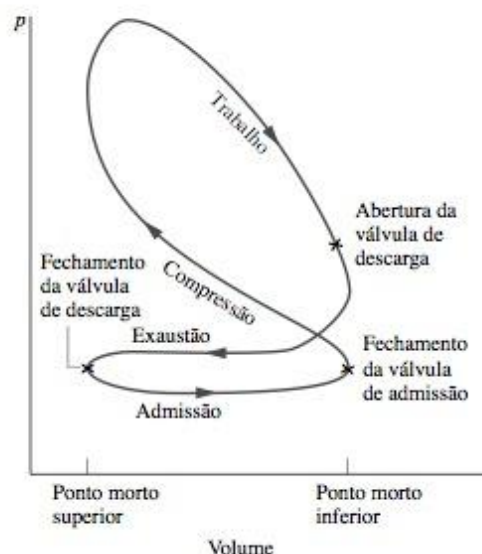 p
Trabalho
Abertura da
válvula de
descarga
Fechamento
da válvula
de descarga
Compressão
Exaustão
Fechamento
da válvula
de admissão
Admissão
Ponto morto
superior
Ponto morto
inferior
Volume